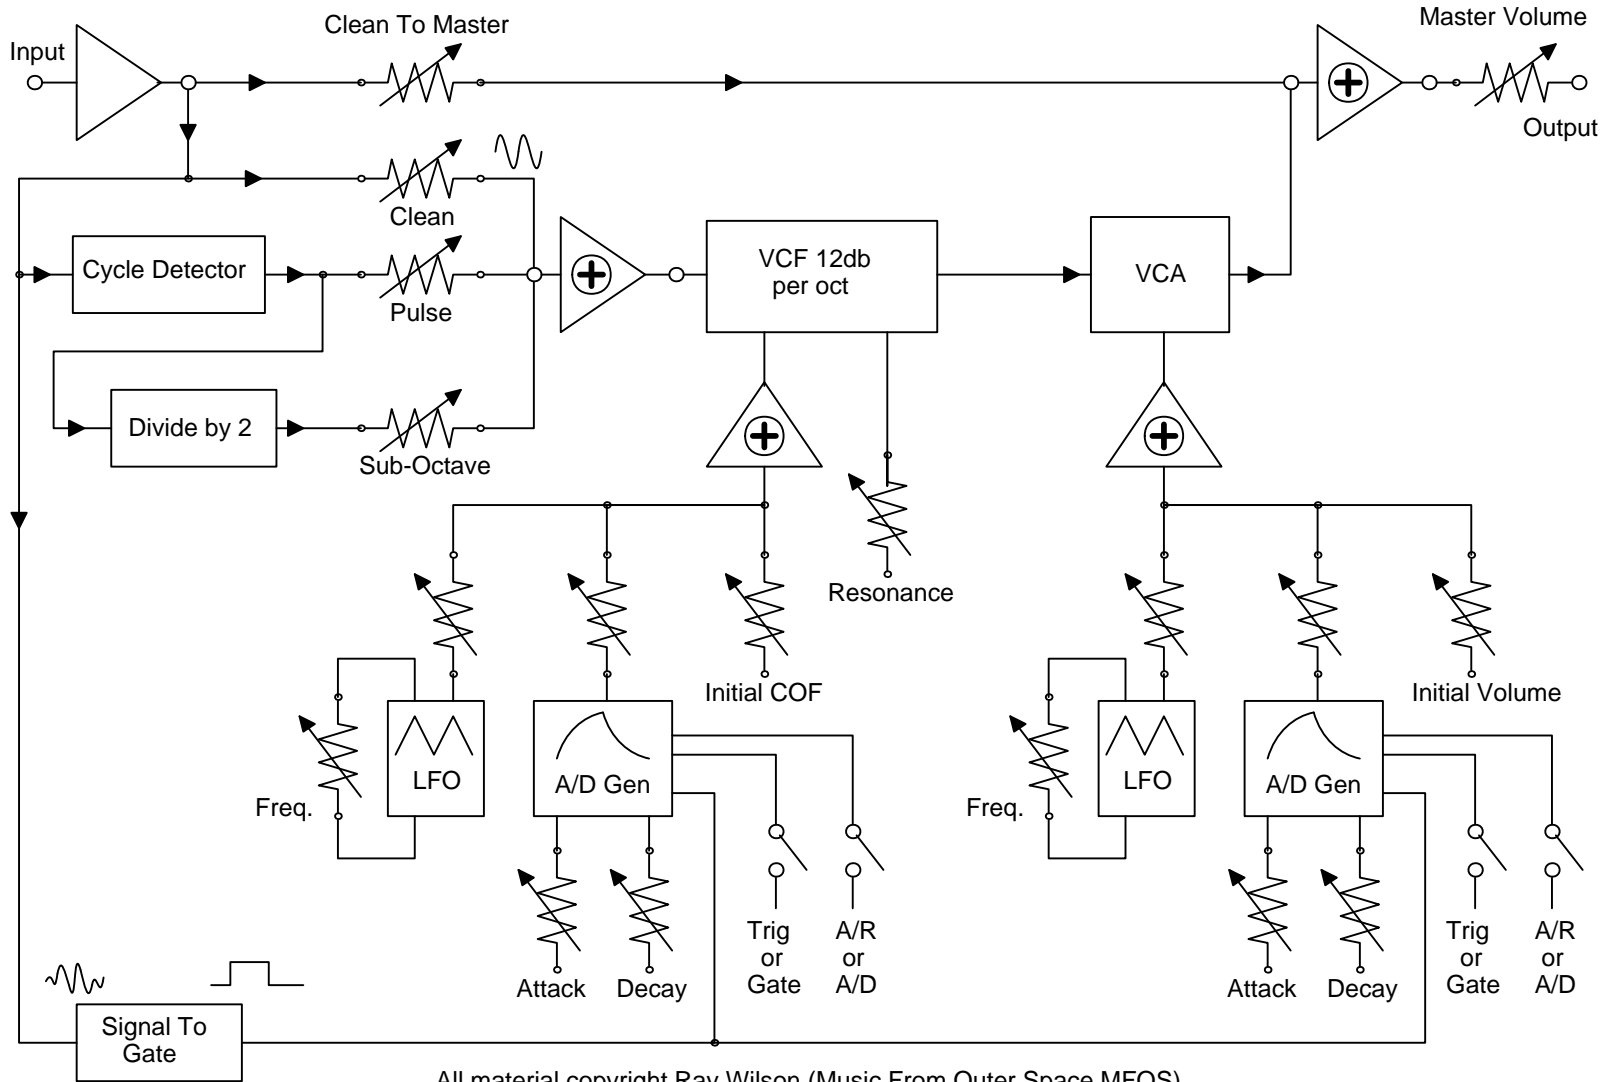 Clean To Master
Master Volume
Input
Output
Clean
Cycle Detector
Pulse
VCF 12db
per oct
VCA
Divide by 2
Sub-Octave
Resonance
Initial COF
Initial Volume
Freq.
LFO
A/D Gen
Freq.
LFO
A/D Gen
Attack
Decay
Trig
or
Gate
A/R
or
A/D
Attack
Decay
Trig
or
Gate
A/R
or
A/D
Signal To
Gate
All material copyright Ray Wilson (Music From Outer Space MFOS)